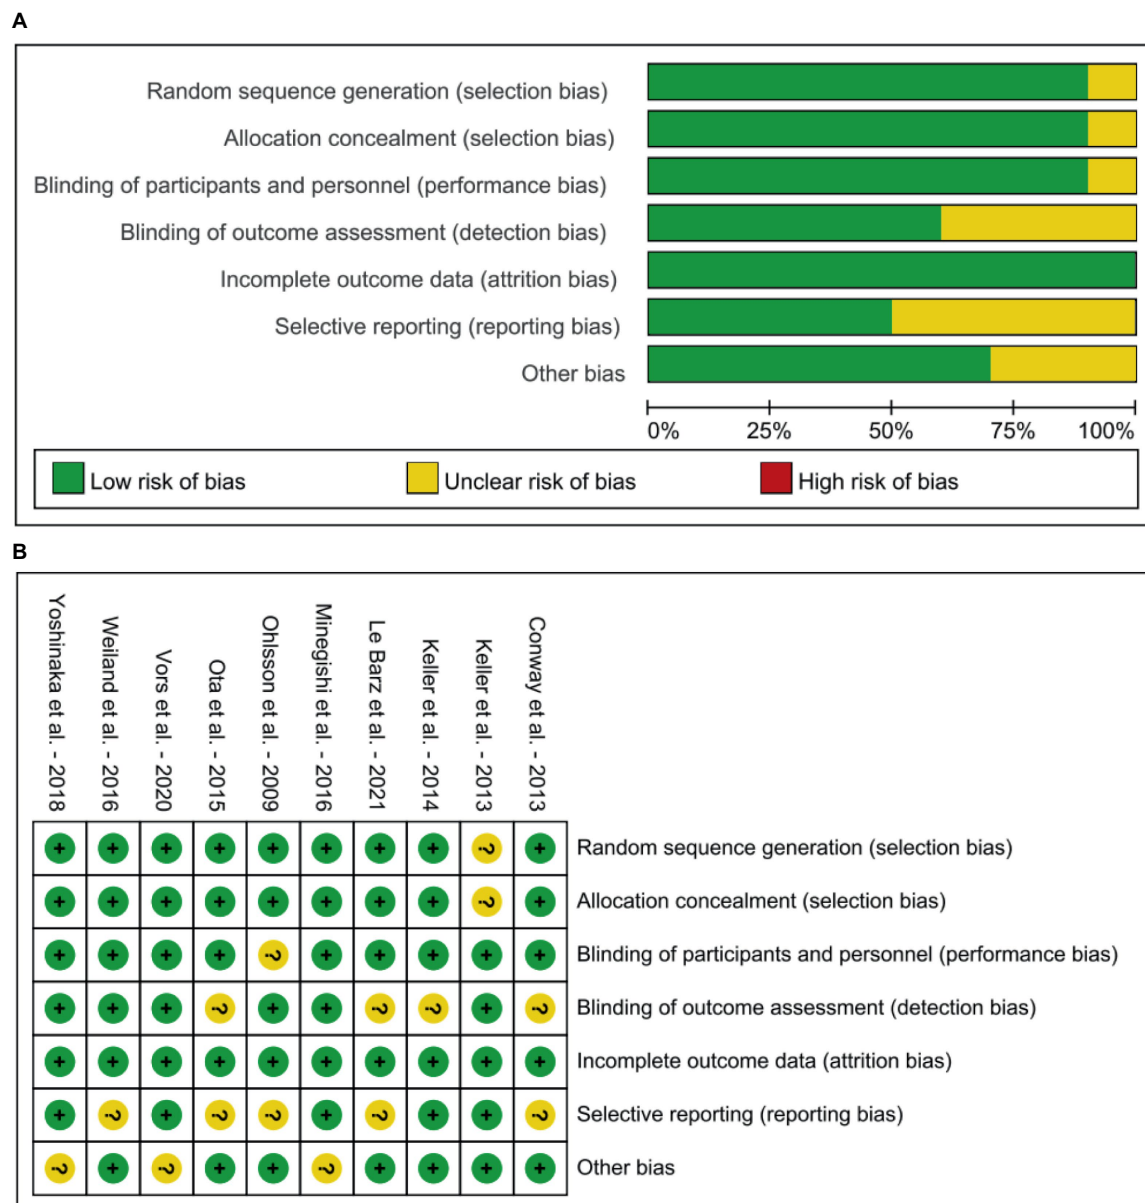 A
Random sequence generation (selection bias)
Allocation concealment (selection bias)
Blinding of participants and personnel (performance bias)
Blinding of outcome assessment (detection bias)
Incomplete outcome data (attrition bias)
Selective reporting (reporting bias)
Other bias
0% 25% 50% 75% 100%
Low risk of bias Unclear risk of bias High risk of bias
B
Yoshinaka et al. - 2018
Weiland et al. - 2016
Vors et al. - 2020
Ota et al. - 2015
Ohlsson et al. - 2009
Minegishi et al. - 2016
Le Barz et al. - 2021
Keller et al. - 2014
Keller et al. - 2013
Conway et al. - 2013
+ + + + + + + + ? + Random sequence generation (selection bias)
+ + + + + + + + ? + Allocation concealment (selection bias)
+ + + + ? + + + + + Blinding of participants and personnel (performance bias)
+ + + ? + + ? ? + ? Blinding of outcome assessment (detection bias)
+ + + + + + + + + + Incomplete outcome data (attrition bias)
+ ? + ? ? + ? + + ? Selective reporting (reporting bias)
? + ? + + ? + + + + Other bias